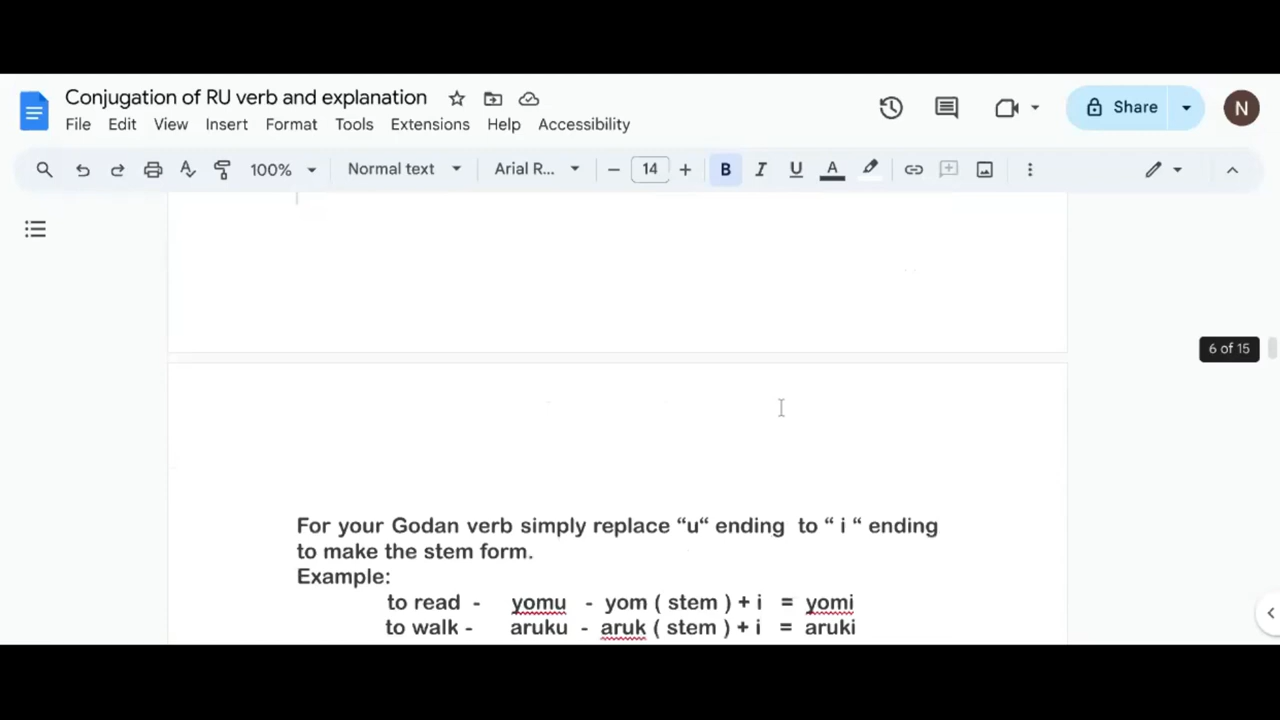 Conjugation of RU verb and explanation
File Edit View Insert Format Tools Extensions Help Accessibility
Share
N
100% Normal text Arial R... − 14 + B I U A
6 of 15
For your Godan verb simply replace “u“ ending to “ i “ ending
to make the stem form.
Example:
to read - yomu - yom ( stem ) + i = yomi
to walk - aruku - aruk ( stem ) + i = aruki